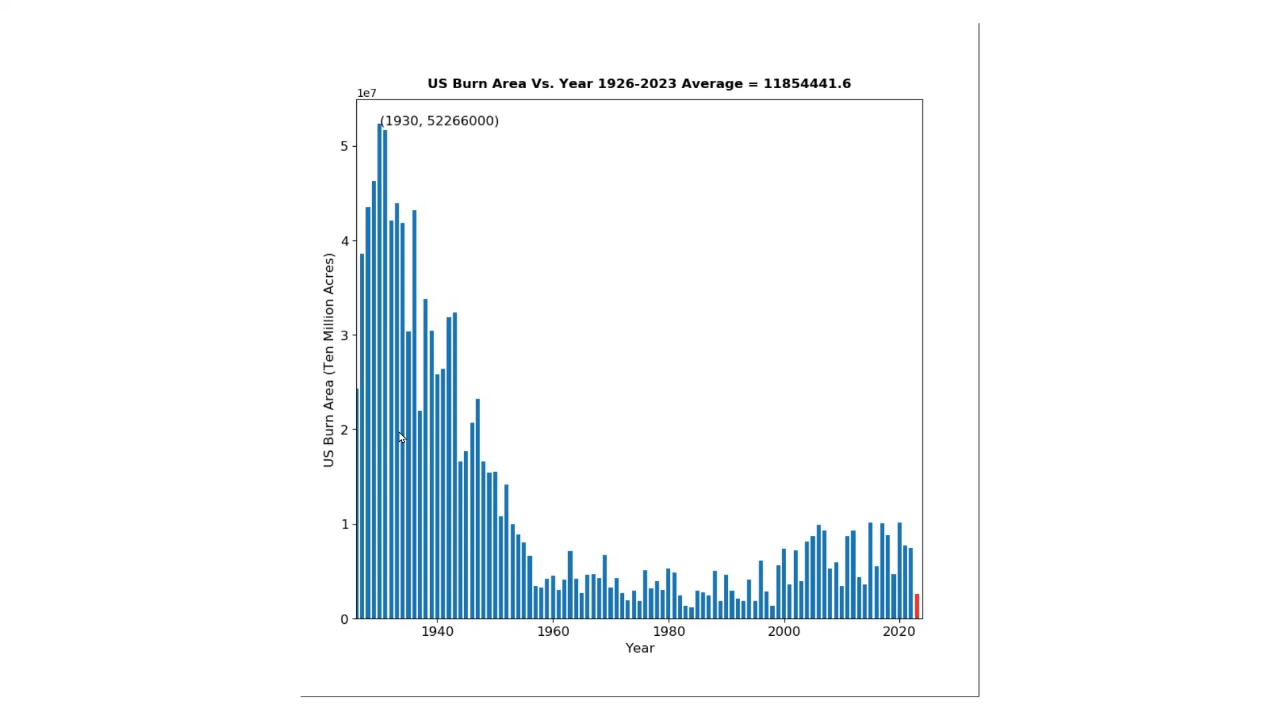 US Burn Area Vs. Year 1926-2023 Average = 11854441.6
1e7
(1930, 52266000)
5
4
3
2
1
0
US Burn Area (Ten Million Acres)
1940 1960 1980 2000 2020
Year